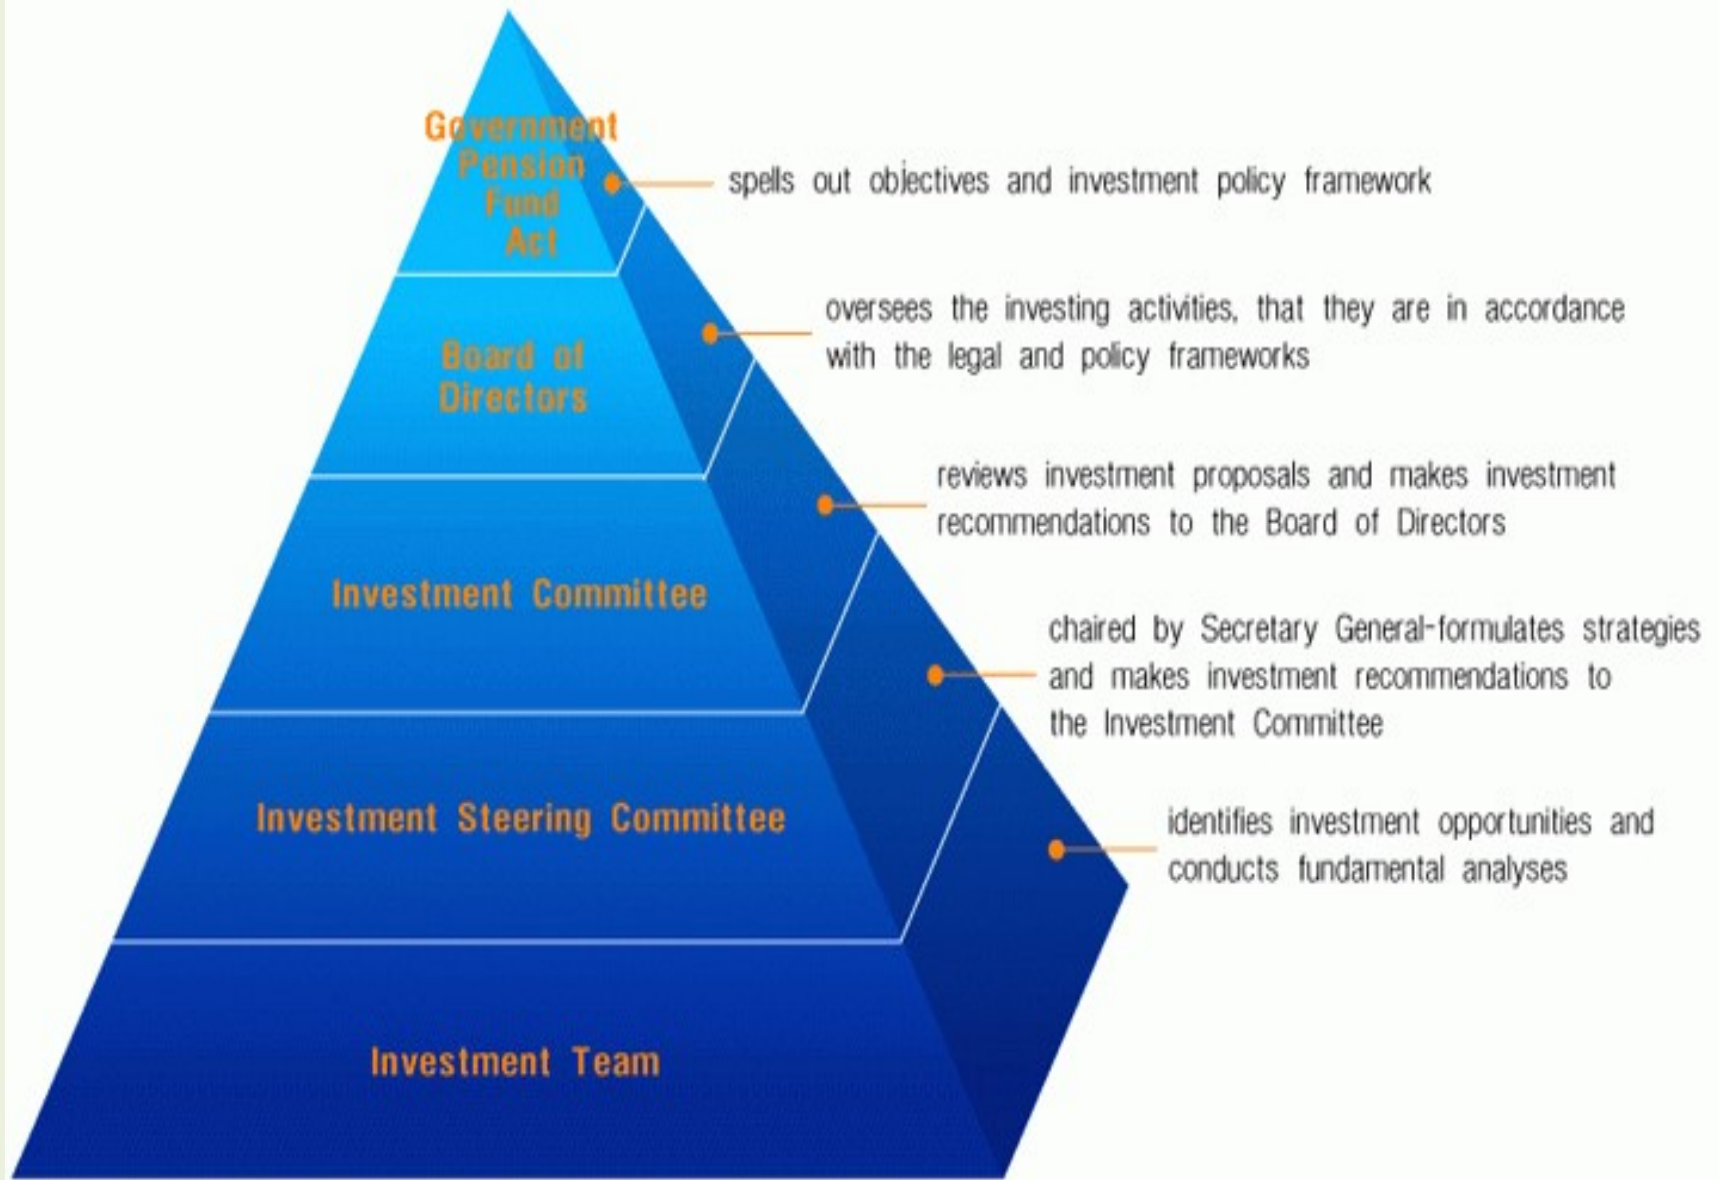 Government
Pension
Fund
Act
spells out objectives and investment policy framework
Board of
Directors
oversees the investing activities, that they are in accordance
with the legal and policy frameworks
Investment Committee
reviews investment proposals and makes investment
recommendations to the Board of Directors
Investment Steering Committee
chaired by Secretary General-formulates strategies
and makes investment recommendations to
the Investment Committee
Investment Team
identifies investment opportunities and
conducts fundamental analyses